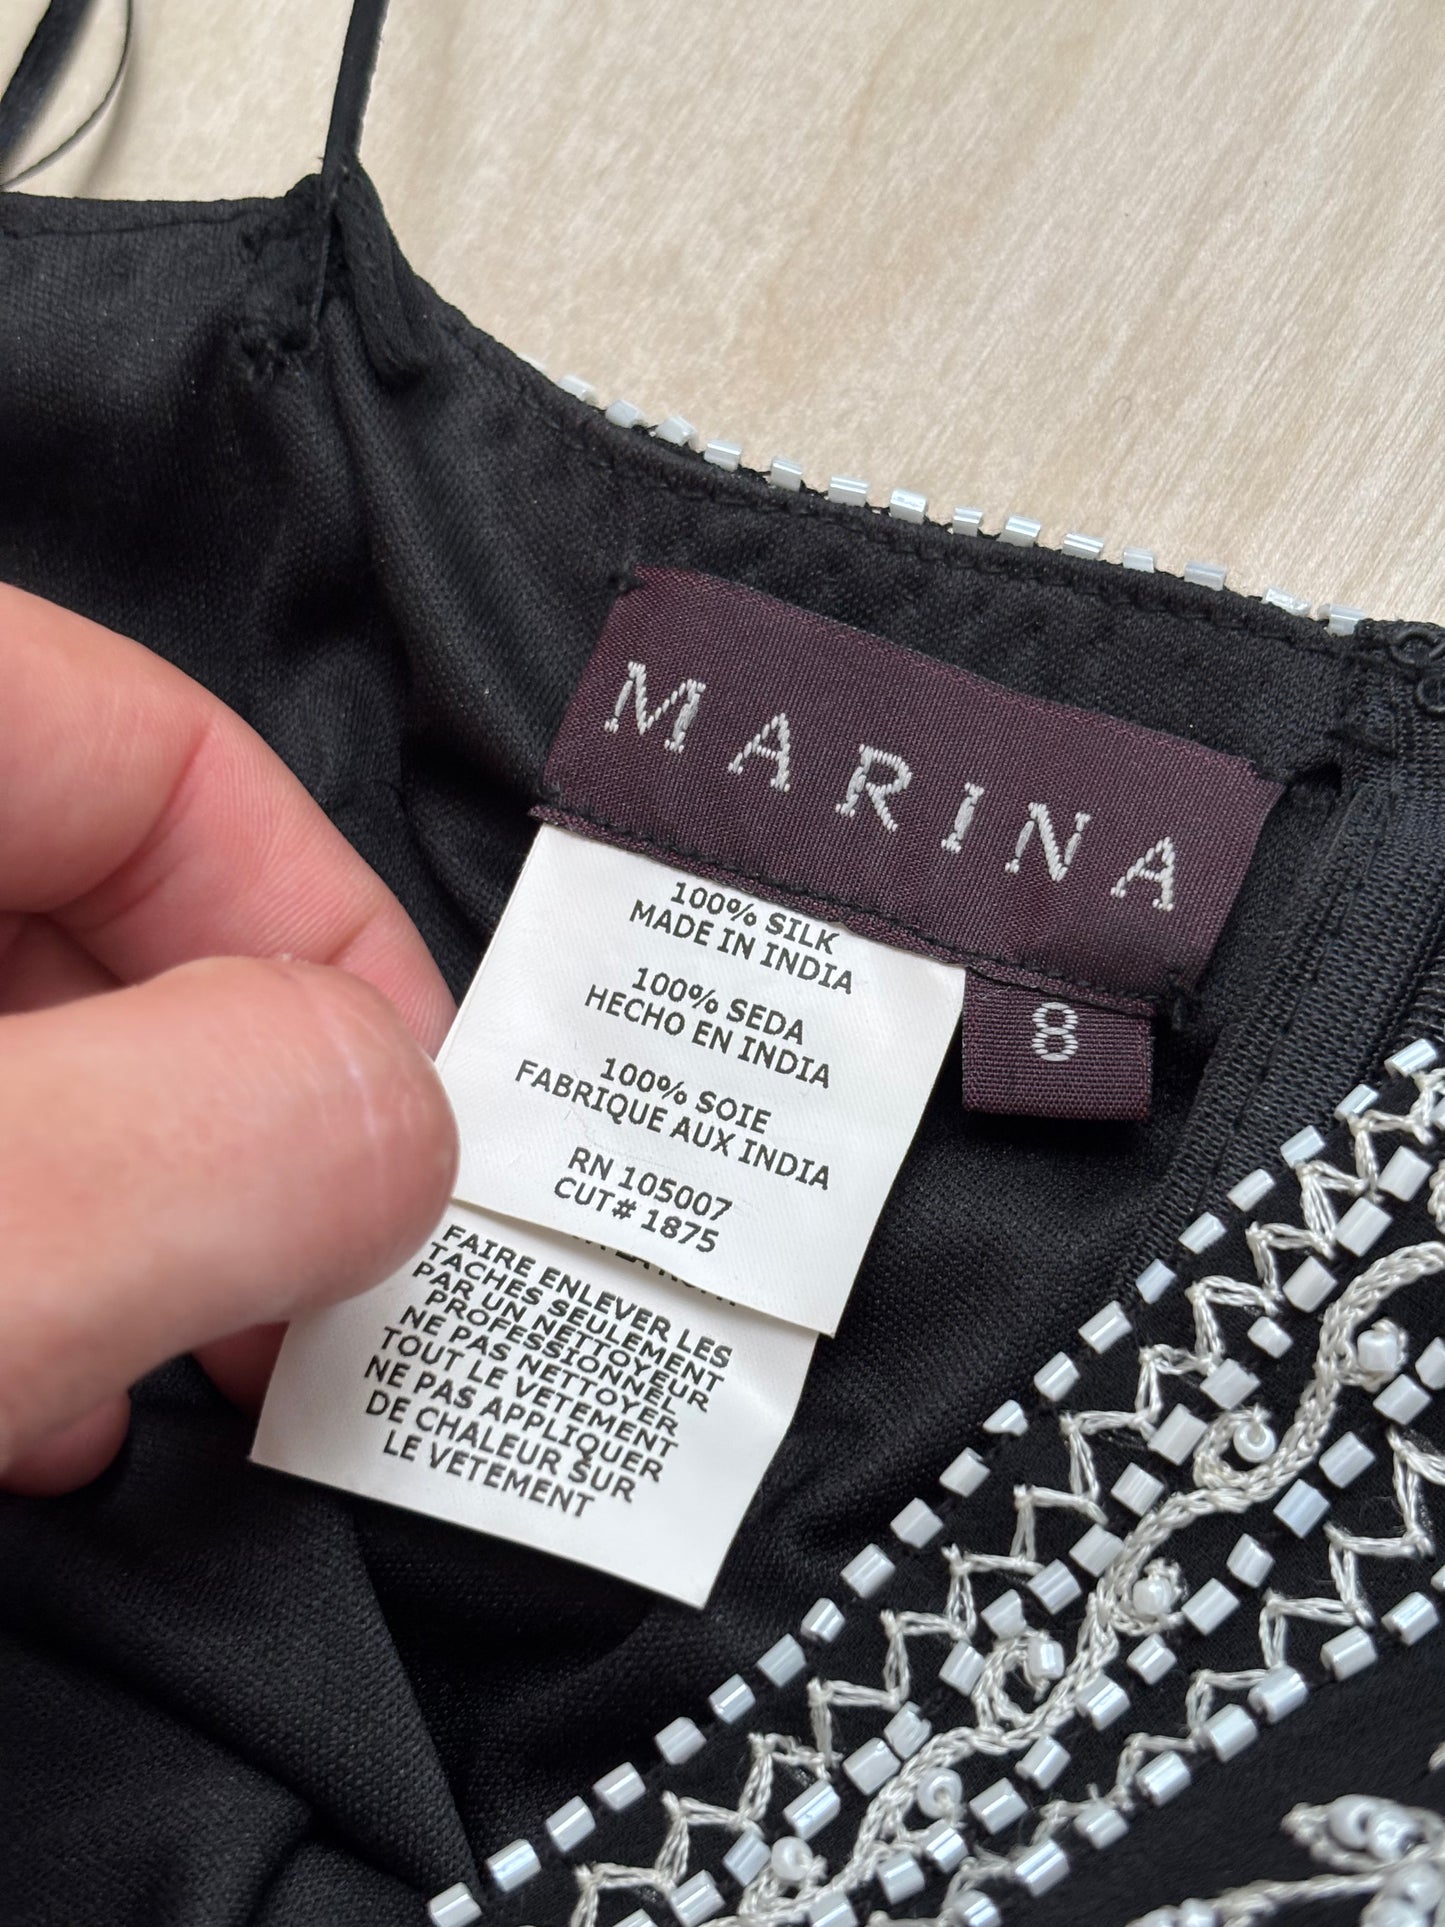 MARINA
8
100% SILK
MADE IN INDIA
100% SEDA
HECHO EN INDIA
100% SOIE
FABRIQUE AUX INDIA
RN 105007
CUT# 1875
FAIRE ENLEVER LES
TACHES SEULEMENT
PAR UN NETTOYEUR
PROFESSIONNEL
NE PAS NETTOYER
TOUT LE VETEMENT
NE PAS APPLIQUER
DE CHALEUR SUR
LE VETEMENT